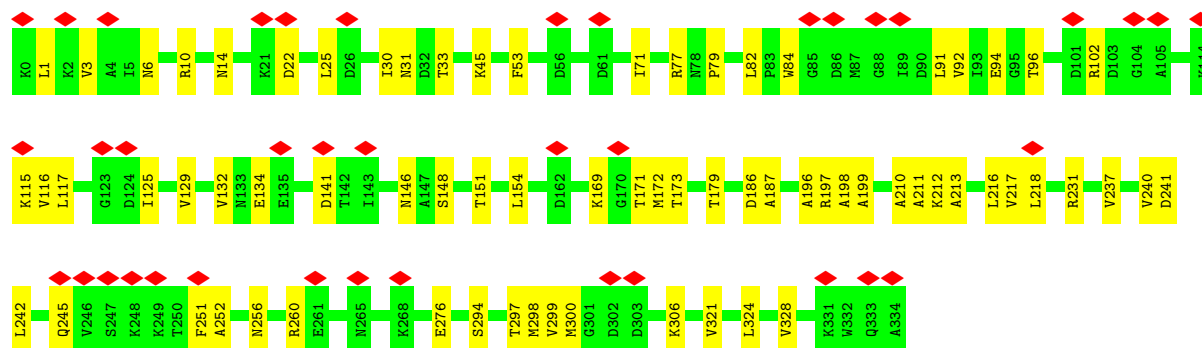 K0 L1 K2 V3 A4 I5 N6 R10 N14 K21 D22 L25 D26 I30 N31 D32 T33 K45 F53 D56 D61 I71 R77 N78 P79 L82 P83 W84 G85 D86 M87 G88 I89 D90 L91 V92 I93 E94 G95 T96 D101 R102 D103 G104 A105
K115 V116 L117 G123 D124 I125 V129 V132 N133 E134 E135 D141 T142 I143 N146 A147 S148 T151 L154 D162 K169 G170 T171 M172 T173 T179 D186 A187 A196 R197 A198 A199 A210 A211 K212 A213 L216 V217 L218 R231 V237 V240 D241
L242 Q245 V246 S247 K248 K249 T250 F251 A252 N256 R260 E261 N265 K268 E276 S294 T297 M298 V299 M300 G301 D302 D303 K306 V321 L324 V328 K331 W332 Q333 A334